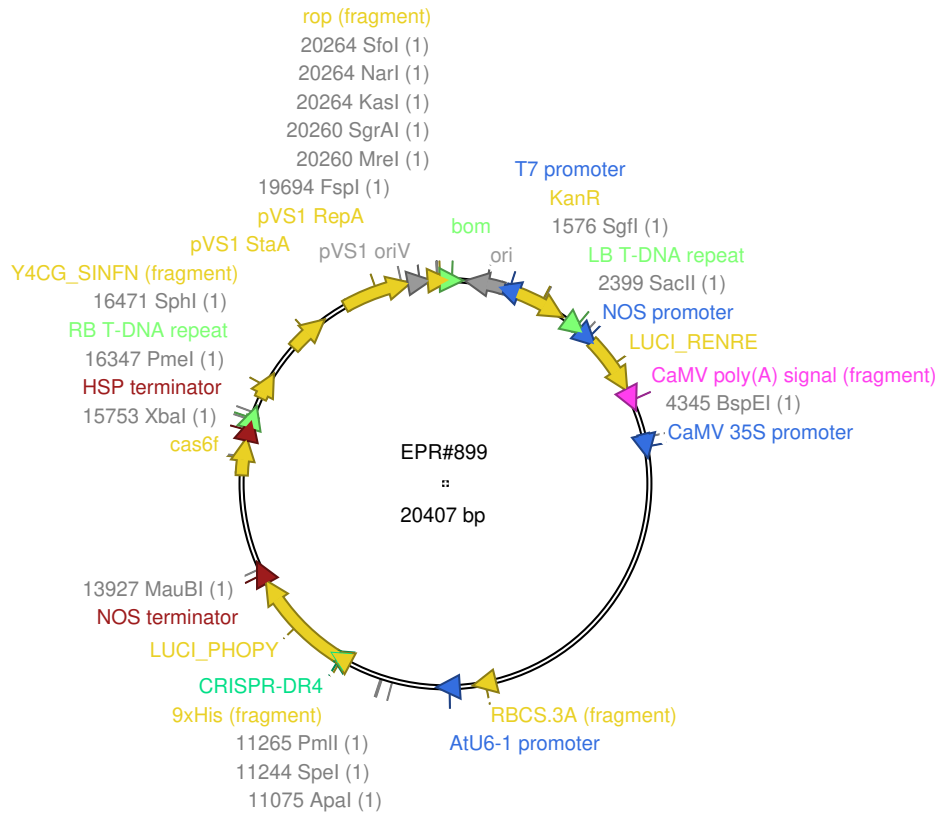 rop (fragment)
20264 SfoI (1)
20264 NarI (1)
20264 KasI (1)
20260 SgrAI (1)
20260 MreI (1)
19694 FspI (1)
pVS1 RepA
pVS1 StaA
pVS1 oriV
Y4CG_SINFN (fragment)
16471 SphI (1)
RB T-DNA repeat
16347 PmeI (1)
HSP terminator
15753 XbaI (1)
cas6f
bom
ori
T7 promoter
KanR
1576 SgfI (1)
LB T-DNA repeat
2399 SacII (1)
NOS promoter
LUCI_RENRE
CaMV poly(A) signal (fragment)
4345 BspEI (1)
CaMV 35S promoter
EPR#899
20407 bp
13927 MauBI (1)
NOS terminator
LUCI_PHOPY
CRISPR-DR4
9xHis (fragment)
11265 PmlI (1)
11244 SpeI (1)
11075 ApaI (1)
RBCS.3A (fragment)
AtU6-1 promoter